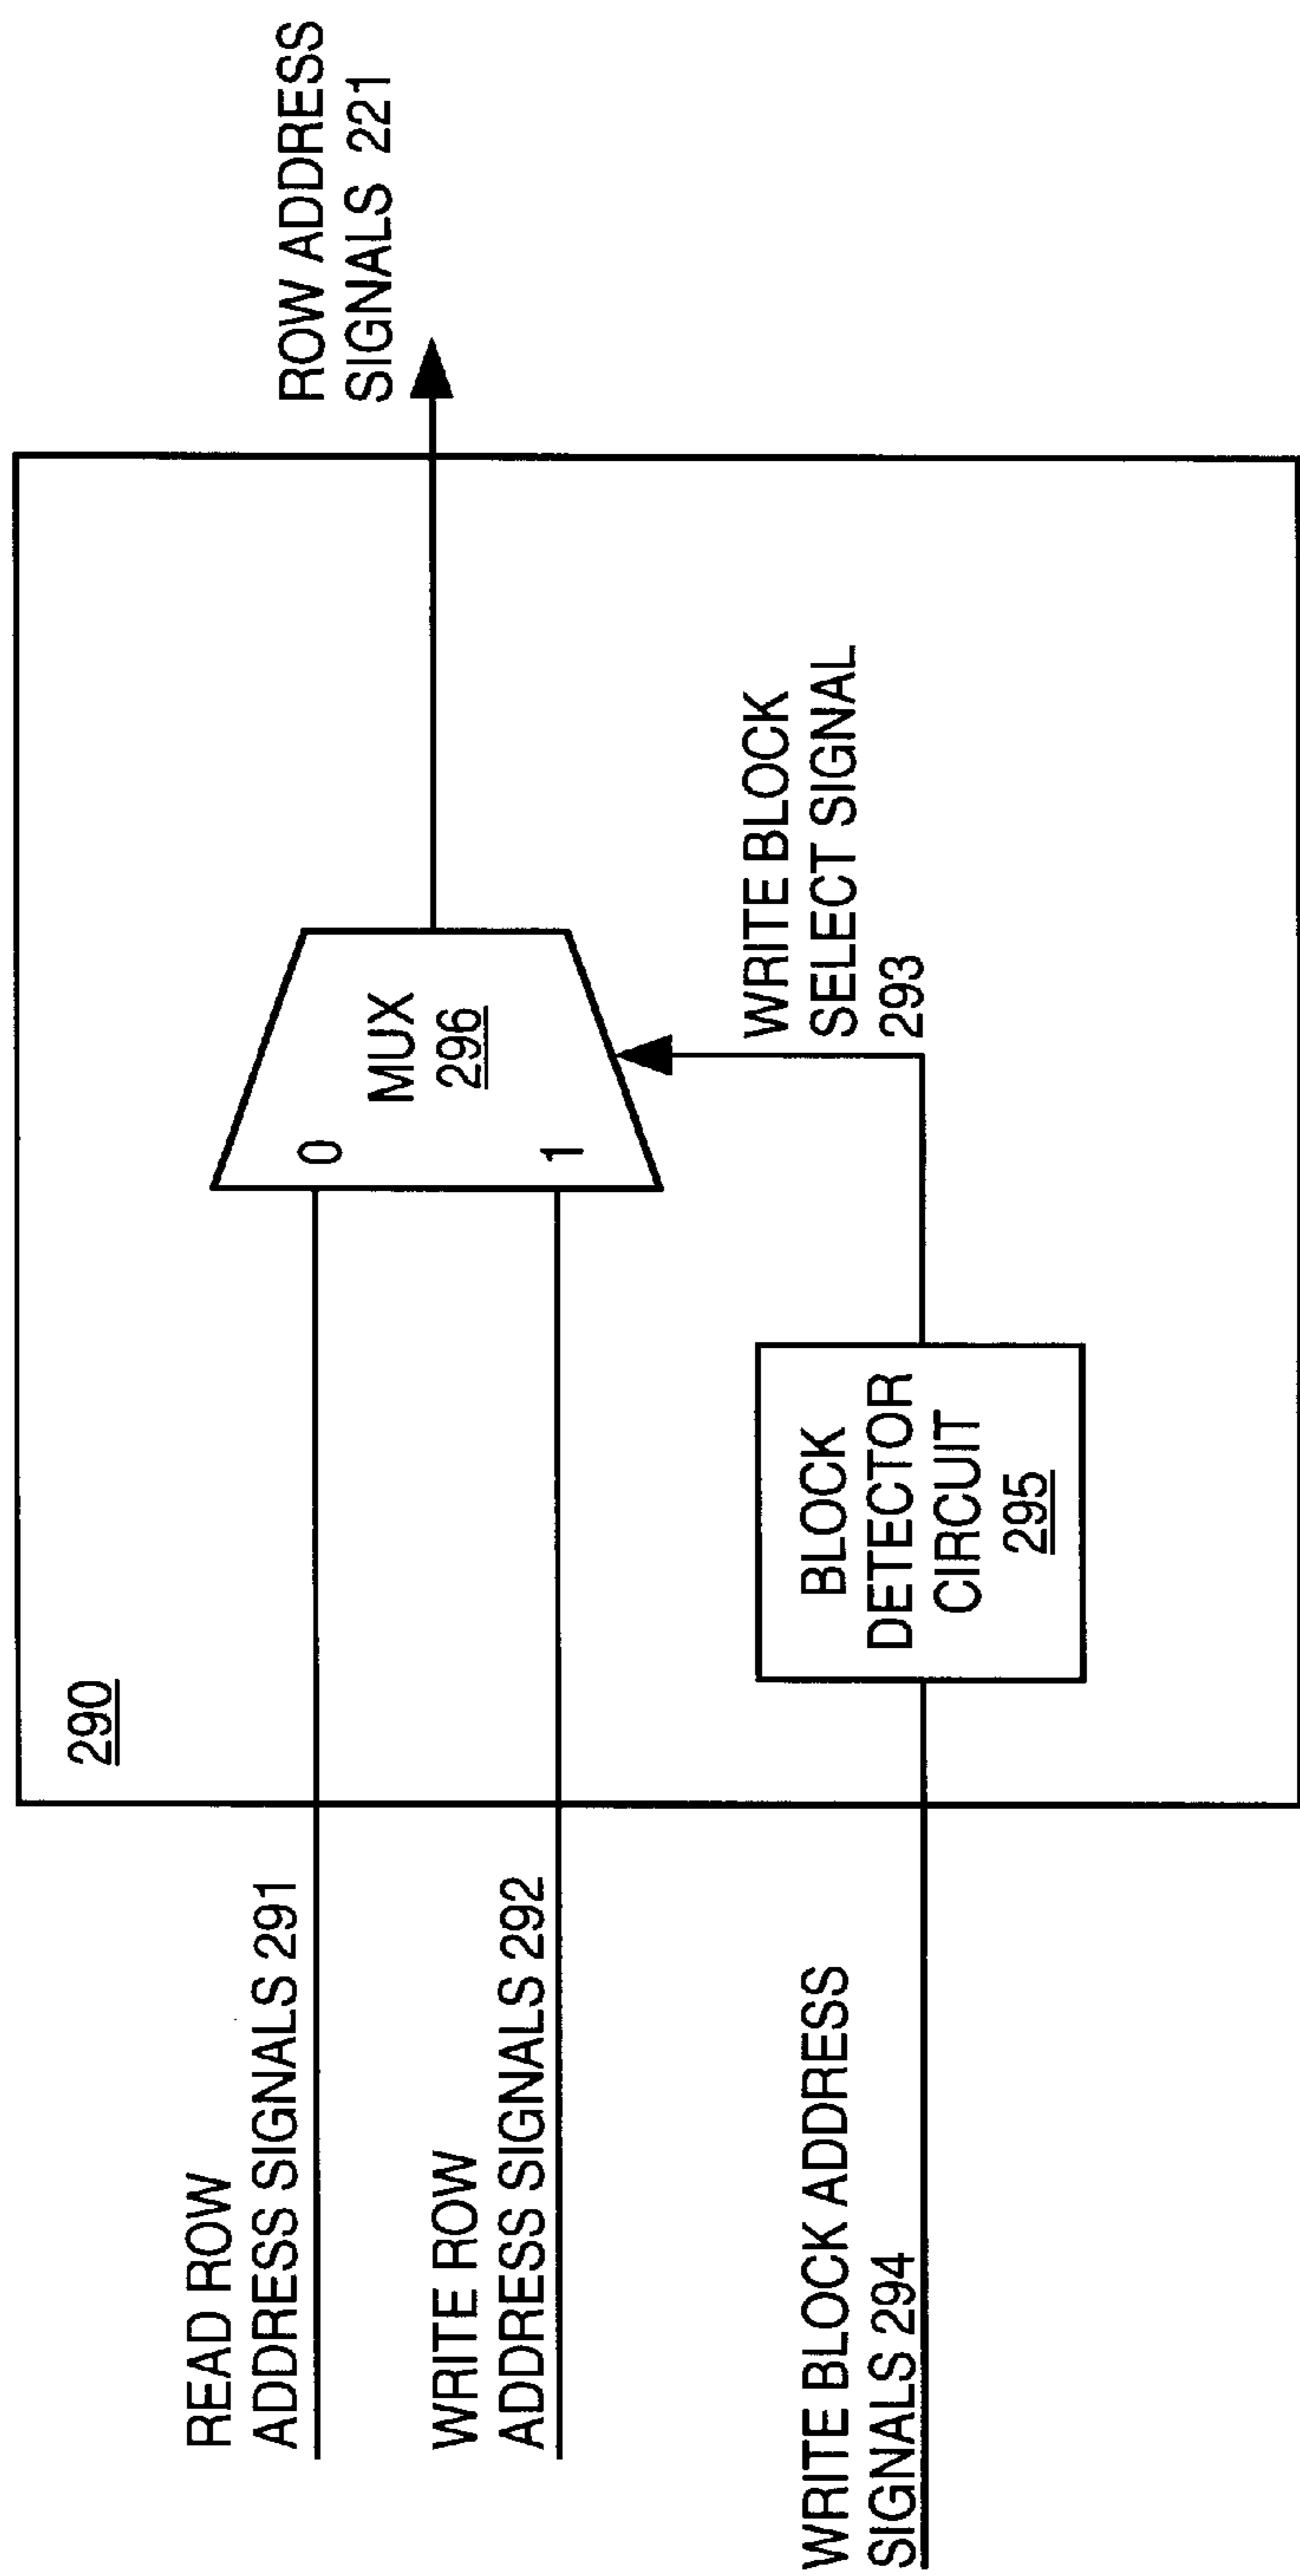 290
READ ROW
ADDRESS SIGNALS 291
WRITE ROW
ADDRESS SIGNALS 292
WRITE BLOCK ADDRESS
SIGNALS 294
0
1
MUX
296
BLOCK
DETECTOR
CIRCUIT
295
WRITE BLOCK
SELECT SIGNAL
293
ROW ADDRESS
SIGNALS 221